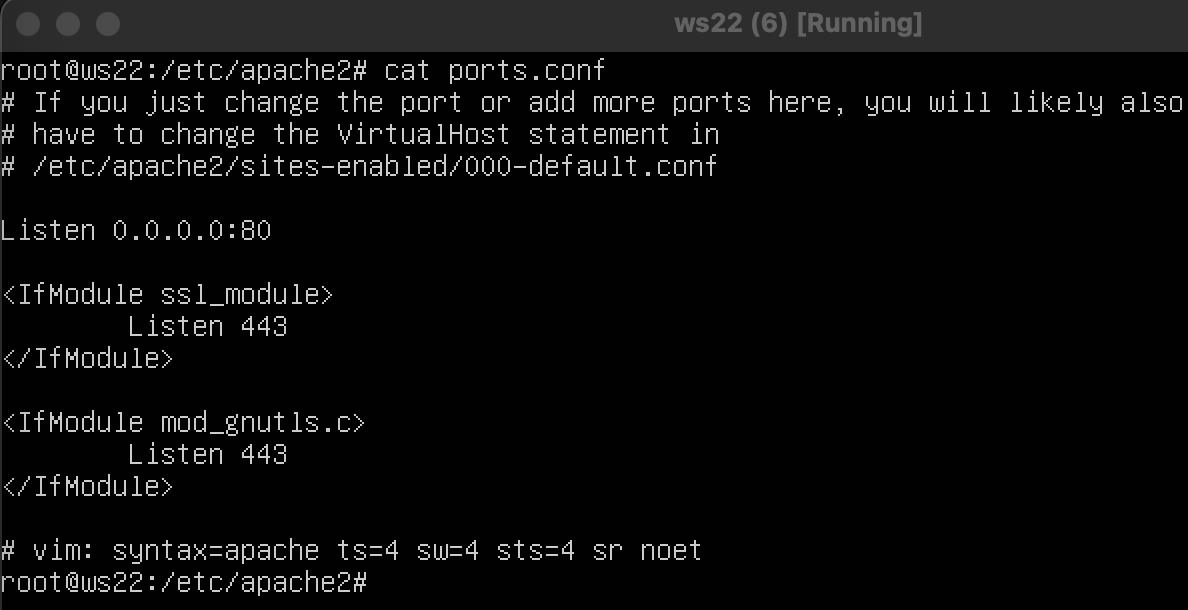 ws22 (6) [Running]
root@ws22:/etc/apache2# cat ports.conf
# If you just change the port or add more ports here, you will likely also
# have to change the VirtualHost statement in
# /etc/apache2/sites-enabled/000-default.conf

Listen 0.0.0.0:80

<IfModule ssl_module>
        Listen 443
</IfModule>

<IfModule mod_gnutls.c>
        Listen 443
</IfModule>

# vim: syntax=apache ts=4 sw=4 sts=4 sr noet
root@ws22:/etc/apache2#